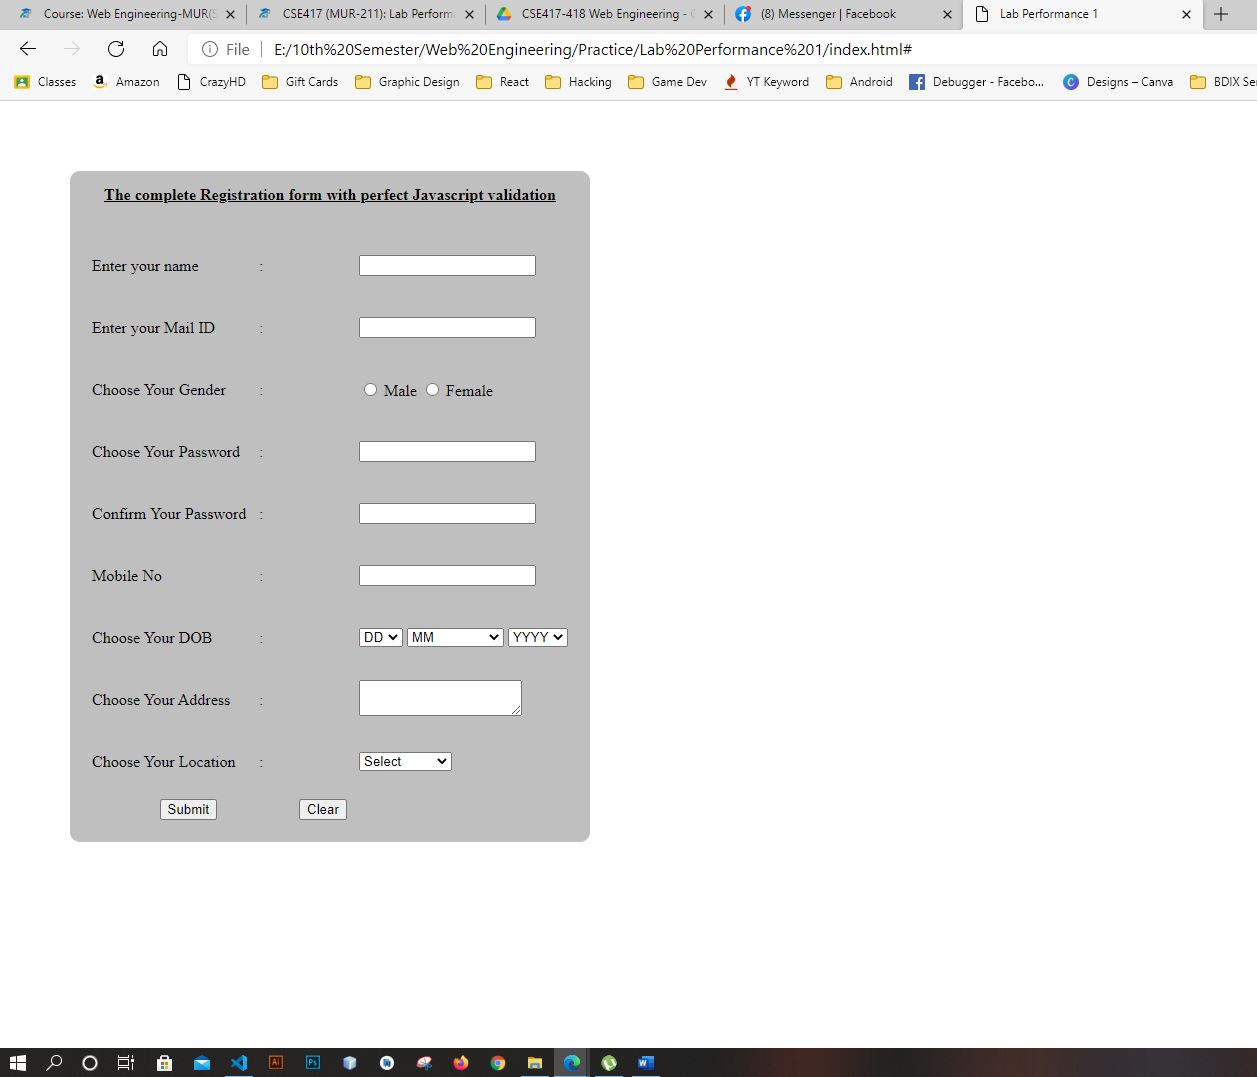 Course: Web Engineering-MUR(S
CSE417 (MUR-211): Lab Performa
CSE417-418 Web Engineering -
(8) Messenger | Facebook
Lab Performance 1
File
E:/10th%20Semester/Web%20Engineering/Practice/Lab%20Performance%201/index.html#
Classes
Amazon
CrazyHD
Gift Cards
Graphic Design
React
Hacking
Game Dev
YT Keyword
Android
Debugger - Facebo...
Designs – Canva
BDIX Se
The complete Registration form with perfect Javascript validation
Enter your name :
Enter your Mail ID :
Choose Your Gender : Male Female
Choose Your Password :
Confirm Your Password :
Mobile No :
Choose Your DOB : DD MM YYYY
Choose Your Address :
Choose Your Location : Select
Submit Clear
Ai
Ps